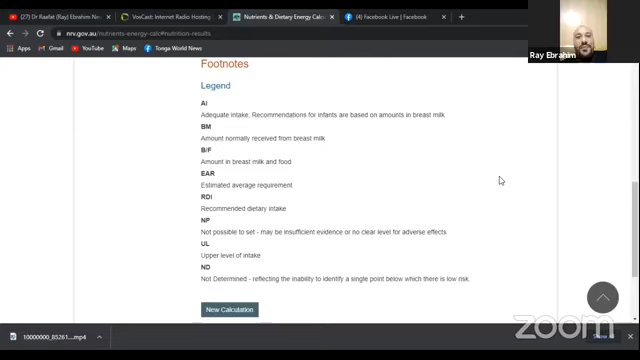 (27) Dr Raafat (Ray) Ebrahim Nev
VoxCast: Internet Radio Hosting
Nutrients & Dietary Energy Calc
(4) Facebook Live | Facebook
nrv.gov.au/nutrients-energy-calc#nutrition-results
Apps
Gmail
YouTube
Maps
Tonga World News
Ray Ebrahim
Footnotes
Legend
AI
Adequate intake; Recommendations for infants are based on amounts in breast milk
BM
Amount normally received from breast milk
B/F
Amount in breast milk and food
EAR
Estimated average requirement
RDI
Recommended dietary intake
NP
Not possible to set - may be insufficient evidence or no clear level for adverse effects
UL
Upper level of intake
ND
Not Determined - reflecting the inability to identify a single point below which there is low risk.
New Calculation
10000000_85261....mp4
Show All
zoom